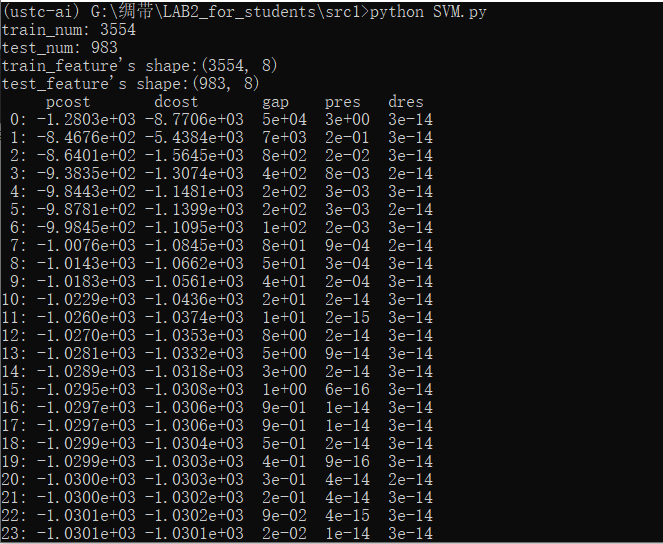 (ustc-ai) G:\绸带\LAB2_for_students\src1>python SVM.py
train_num: 3554
test_num: 983
train_feature's shape:(3554, 8)
test_feature's shape:(983, 8)
     pcost       dcost       gap    pres   dres
 0: -1.2803e+03 -8.7706e+03  5e+04  3e+00  3e-14
 1: -8.4676e+02 -5.4384e+03  7e+03  2e-01  3e-14
 2: -8.6401e+02 -1.5645e+03  8e+02  2e-02  3e-14
 3: -9.3835e+02 -1.3074e+03  4e+02  8e-03  2e-14
 4: -9.8443e+02 -1.1481e+03  2e+02  3e-03  3e-14
 5: -9.8781e+02 -1.1399e+03  2e+02  3e-03  2e-14
 6: -9.9845e+02 -1.1095e+03  1e+02  2e-03  3e-14
 7: -1.0076e+03 -1.0845e+03  8e+01  9e-04  2e-14
 8: -1.0143e+03 -1.0662e+03  5e+01  3e-04  3e-14
 9: -1.0183e+03 -1.0561e+03  4e+01  2e-04  3e-14
10: -1.0229e+03 -1.0436e+03  2e+01  2e-14  3e-14
11: -1.0260e+03 -1.0374e+03  1e+01  2e-15  3e-14
12: -1.0270e+03 -1.0353e+03  8e+00  2e-14  3e-14
13: -1.0281e+03 -1.0332e+03  5e+00  9e-14  3e-14
14: -1.0289e+03 -1.0318e+03  3e+00  2e-14  3e-14
15: -1.0295e+03 -1.0308e+03  1e+00  6e-16  3e-14
16: -1.0297e+03 -1.0306e+03  9e-01  1e-14  3e-14
17: -1.0297e+03 -1.0306e+03  9e-01  1e-14  3e-14
18: -1.0299e+03 -1.0304e+03  5e-01  2e-14  3e-14
19: -1.0299e+03 -1.0303e+03  4e-01  9e-16  3e-14
20: -1.0300e+03 -1.0303e+03  3e-01  4e-14  2e-14
21: -1.0300e+03 -1.0302e+03  2e-01  4e-14  3e-14
22: -1.0301e+03 -1.0302e+03  9e-02  4e-15  3e-14
23: -1.0301e+03 -1.0301e+03  2e-02  1e-14  3e-14